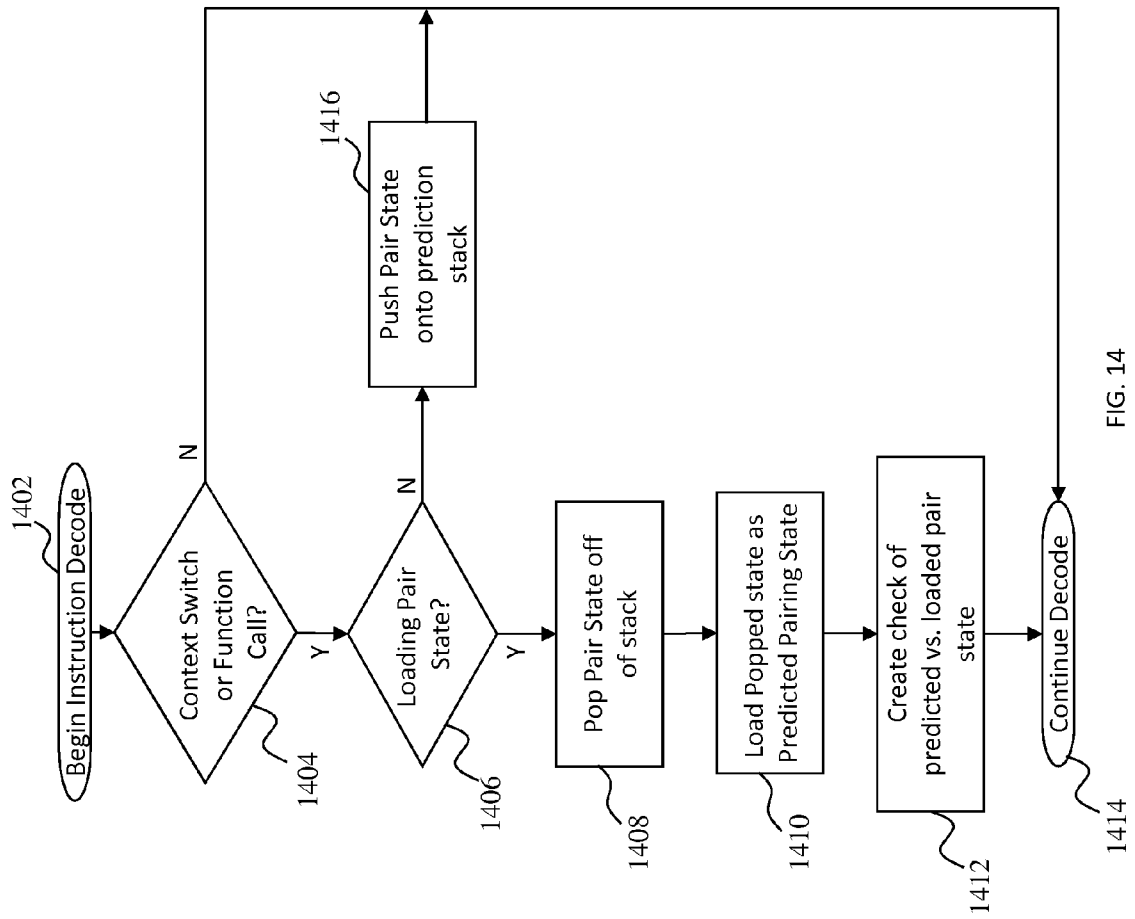 1402
Begin Instruction Decode
Context Switch
or Function
Call?
N
1404
Y
Loading Pair
State?
N
1406
Y
1416
Push Pair State
onto prediction
stack
Pop Pair State off
of stack
1408
Load Popped state as
Predicted Pairing State
1410
Create check of
predicted vs. loaded pair
state
1412
Continue Decode
1414
FIG. 14